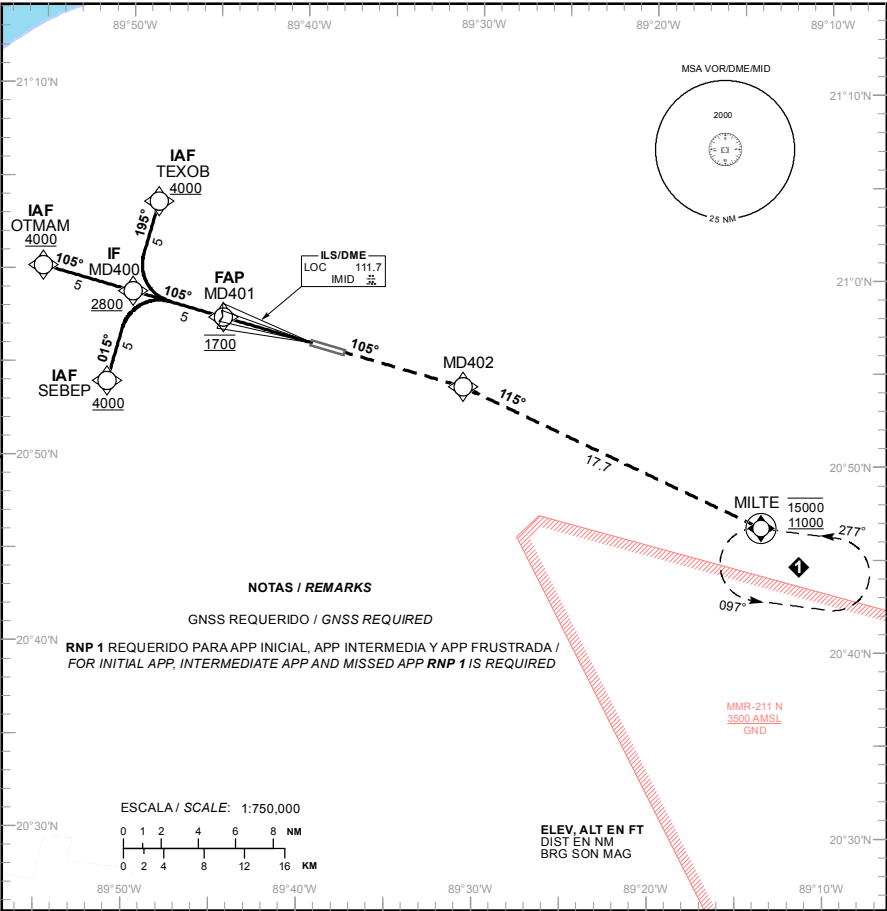 89°50'W
89°40'W
89°30'W
89°20'W
89°10'W
21°10'N
21°10'N
MSA VOR/DME/MID
2000
25 NM
IAF
TEXOB
4000
195°
5
IAF
OTMAM
4000
105°
5
IF
MD400
2800
105°
5
FAP
MD401
1700
ILS/DME
LOC 111.7
IMID
21°0'N
21°0'N
015°
5
IAF
SEBEP
4000
105°
MD402
115°
17.7
20°50'N
20°50'N
MILTE
15000
11000
277°
1
097°
NOTAS / REMARKS
GNSS REQUERIDO / GNSS REQUIRED
RNP 1 REQUERIDO PARA APP INICIAL, APP INTERMEDIA Y APP FRUSTRADA /
FOR INITIAL APP, INTERMEDIATE APP AND MISSED APP RNP 1 IS REQUIRED
20°40'N
20°40'N
MMR-211 N
3500 AMSL
GND
ESCALA / SCALE: 1:750,000
0 1 2 4 6 8 NM
0 2 4 8 12 16 KM
ELEV, ALT EN FT
DIST EN NM
BRG SON MAG
20°30'N
20°30'N
89°50'W
89°40'W
89°30'W
89°20'W
89°10'W